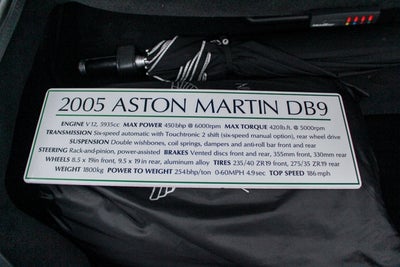 2005 ASTON MARTIN DB9
ENGINE V12, 5935cc MAX POWER 450bhp @ 6000rpm MAX TORQUE 420lb.ft. @ 5000rpm
TRANSMISSION Six-speed automatic with Touchtronic 2 shift (six-speed manual option), rear wheel drive
SUSPENSION Double wishbones, coil springs, dampers and anti-roll bar front and rear
STEERING Rack-and-pinion, power-assisted BRAKES Vented discs front and rear, 355mm front, 330mm rear
WHEELS 8.5 x 19in front, 9.5 x 19 in rear, aluminum alloy TIRES 235/40 ZR19 front, 275/35 ZR19 rear
WEIGHT 1800kg POWER TO WEIGHT 254bhp/ton 0-60MPH 4.9sec TOP SPEED 186mph